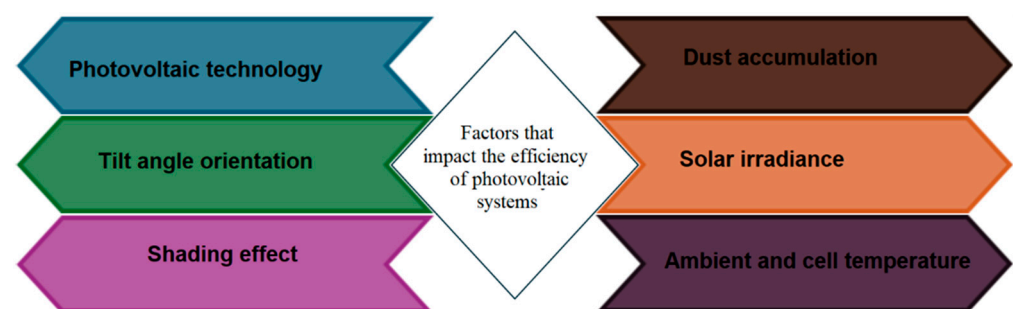 Photovoltaic technology
Tilt angle orientation
Shading effect
Factors that
impact the efficiency
of photovoltaic
systems
Dust accumulation
Solar irradiance
Ambient and cell temperature